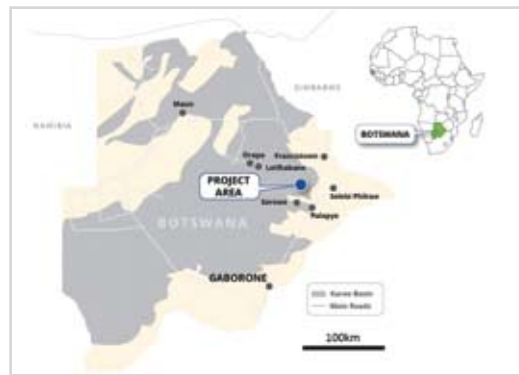 NAMIBIA
ZIMBABWE
Maun
BOTSWANA
Orapa
Letlhakane
Francistown
PROJECT
AREA
Selebi Phikwe
Serowe
Palapye
BOTSWANA
GABORONE
Karoo Basin
Main Roads
100km